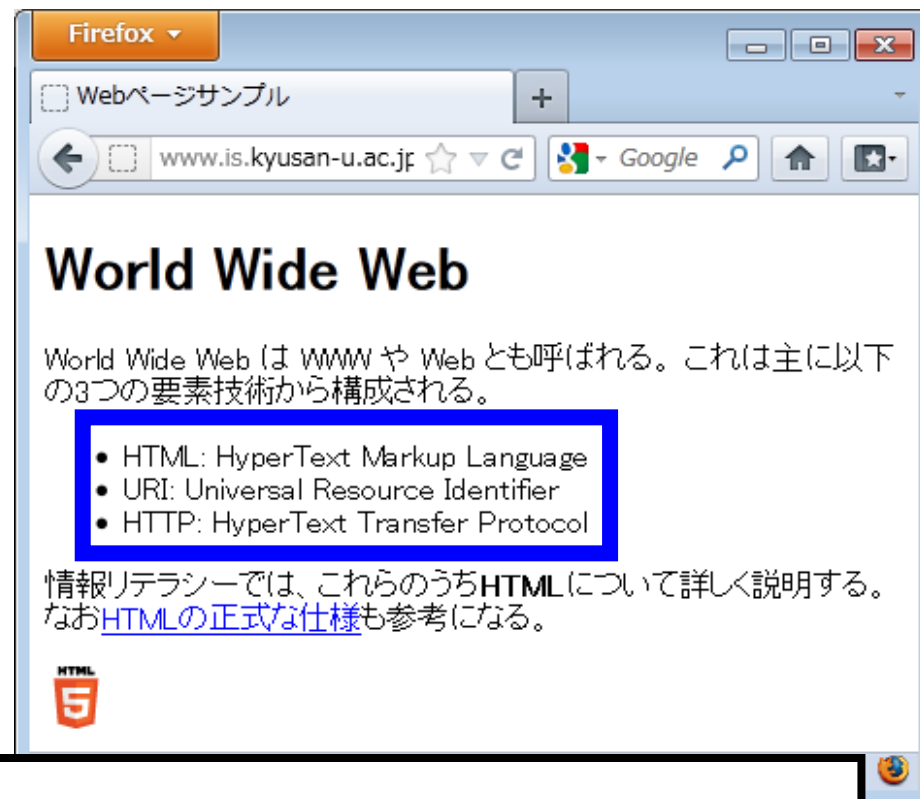 Firefox
Webページサンプル
www.is.kyusan-u.ac.jp
Google
World Wide Web
World Wide Web は WWW や Web とも呼ばれる。これは主に以下
の3つの要素技術から構成される。
• HTML: HyperText Markup Language
• URI: Universal Resource Identifier
• HTTP: HyperText Transfer Protocol
情報リテラシーでは、これらのうちHTMLについて詳しく説明する。
なおHTMLの正式な仕様も参考になる。
HTML
5